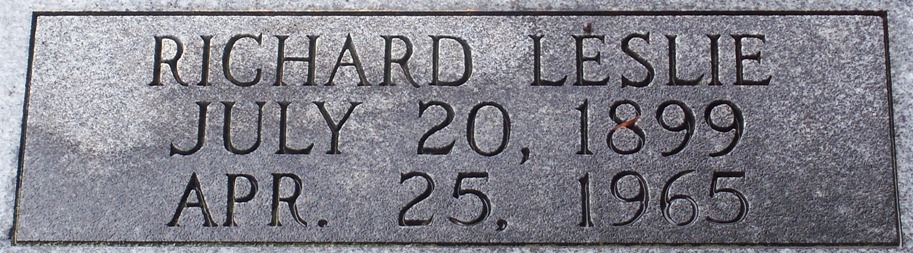 RICHARD LESLIE
JULY 20, 1899
APR. 25, 1965